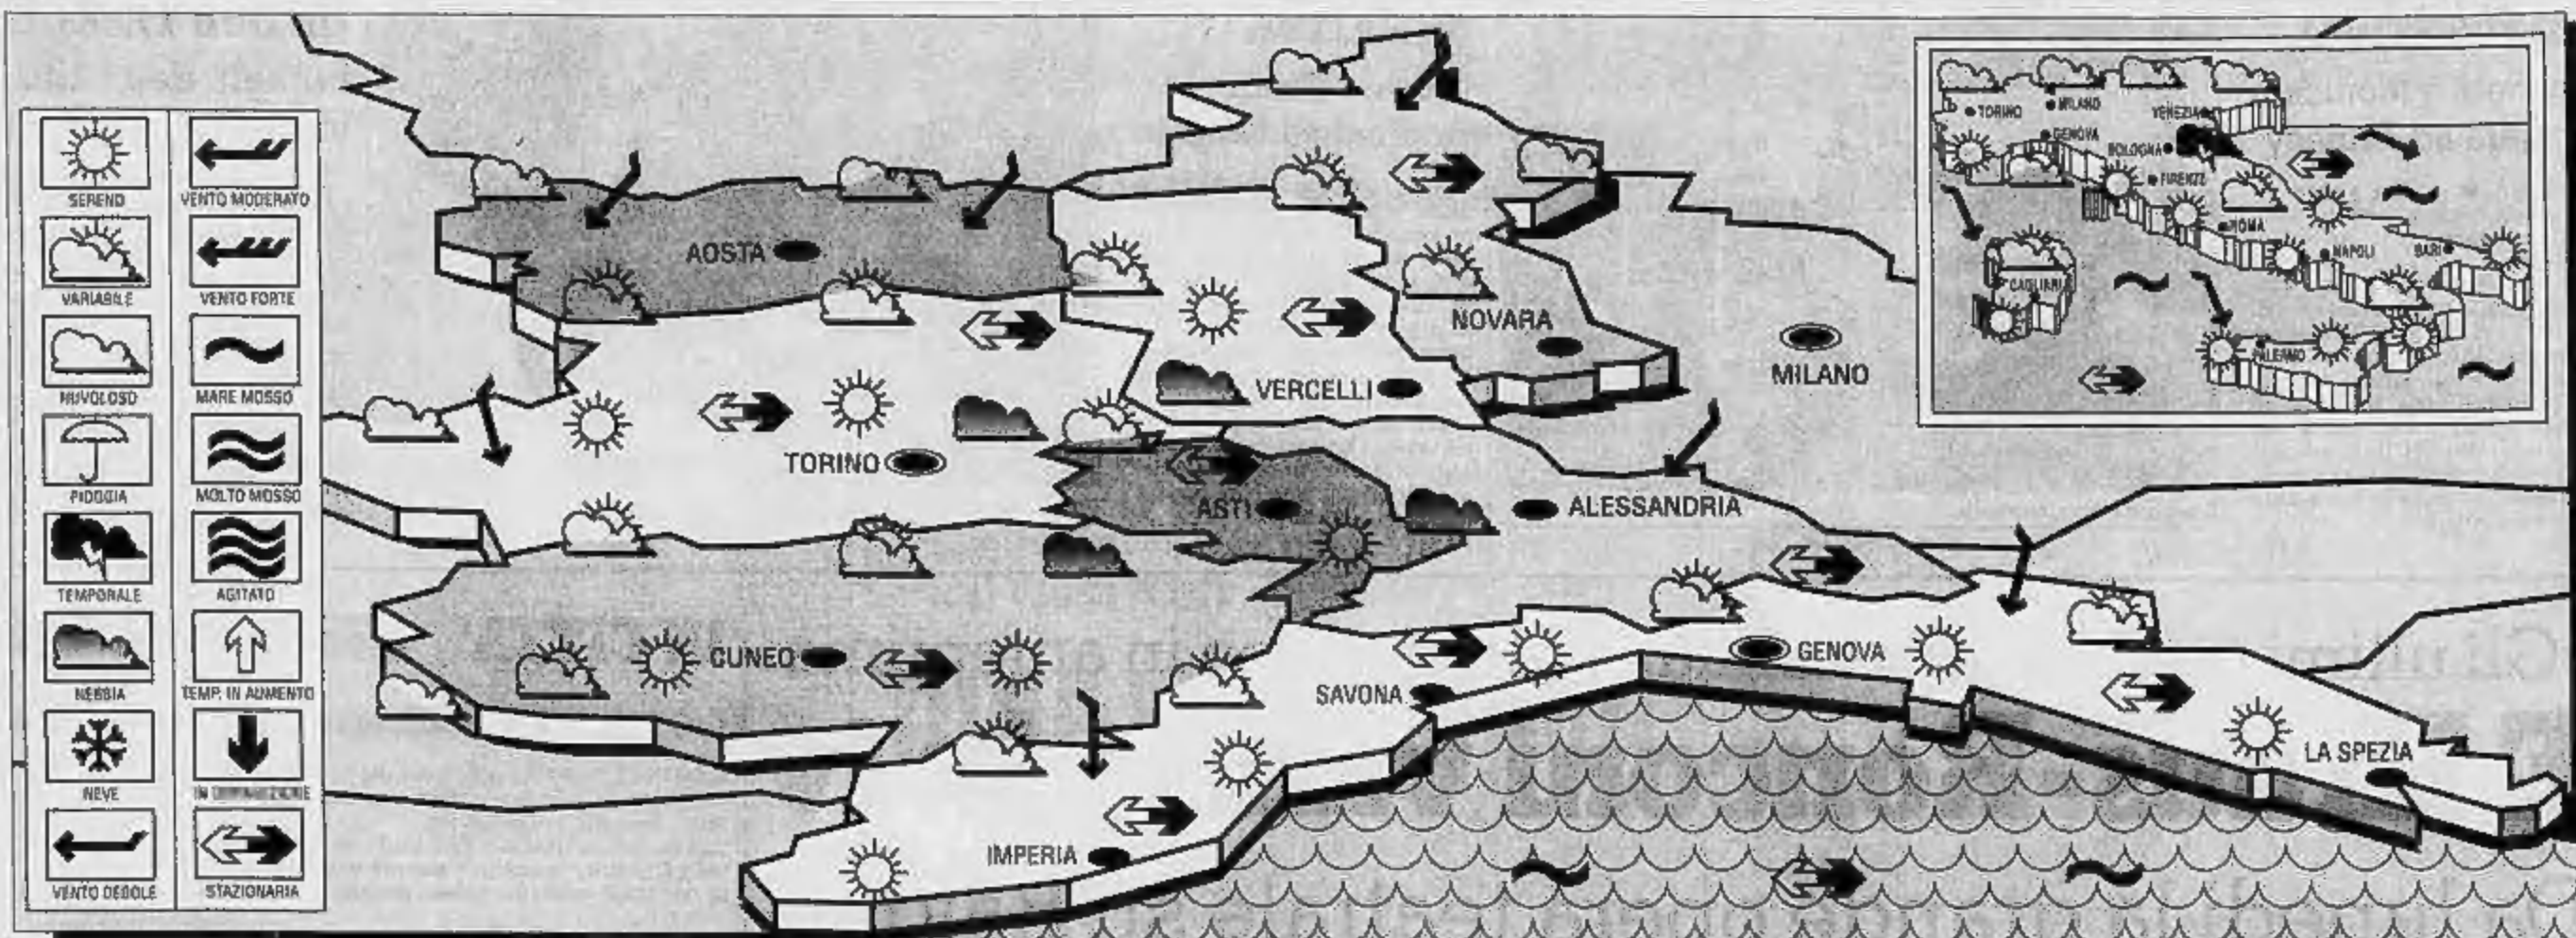 SERENO
VARIABILE
NUVOLOSO
PIOGGIA
TEMPORALE
NEBBIA
NEVE
VENTO DEBOLE
VENTO MODERATO
VENTO FORTE
MARE MOSSO
MOLTO MOSSO
AGITATO
TEMP. IN AUMENTO
IN DIMINUZIONE
STAZIONARIA
AOSTA
NOVARA
MILANO
VERCELLI
TORINO
ASTI
ALESSANDRIA
CUNEO
GENOVA
SAVONA
LA SPEZIA
IMPERIA
TORINO
MILANO
VENEZIA
GENOVA
BOLOGNA
FIRENZE
ROMA
NAPOLI
BARI
CAGLIARI
PALERMO